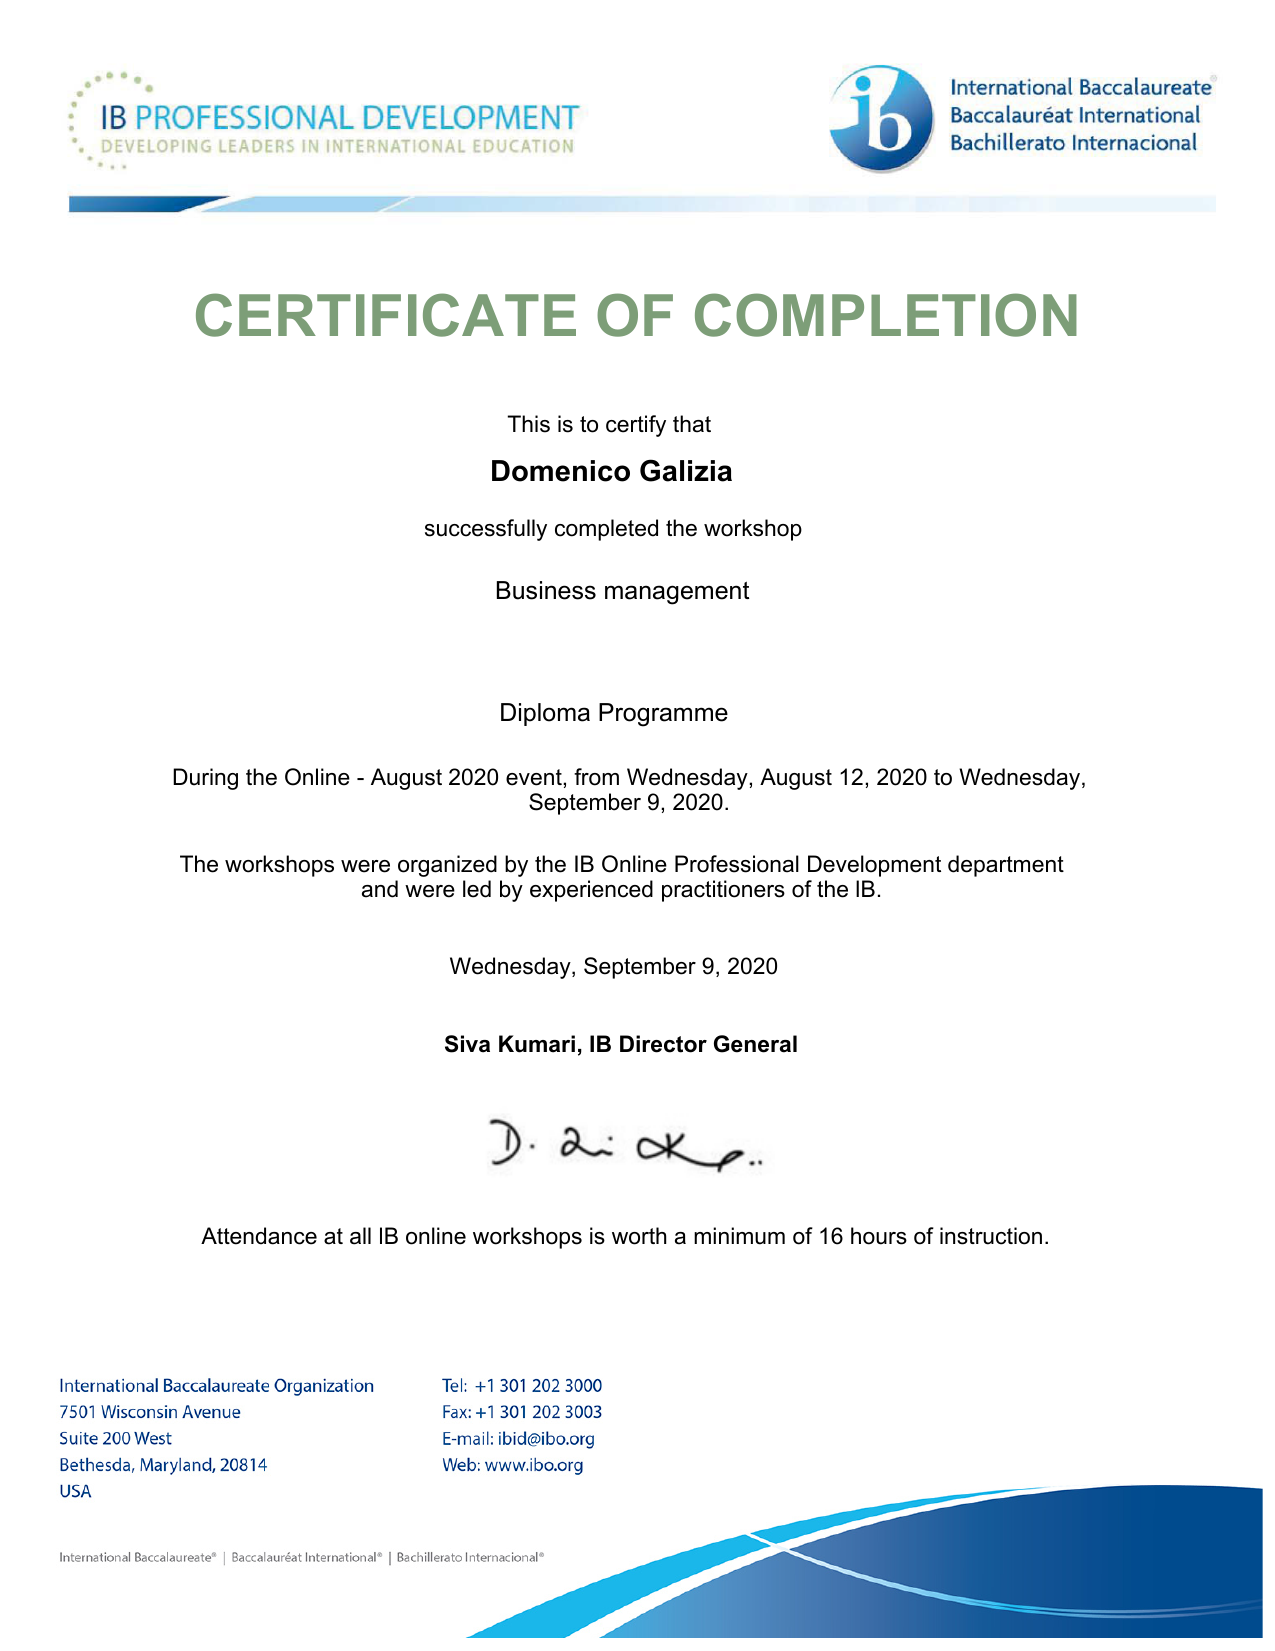 IB PROFESSIONAL DEVELOPMENT
DEVELOPING LEADERS IN INTERNATIONAL EDUCATION
ib
International Baccalaureate®
Baccalauréat International
Bachillerato Internacional
CERTIFICATE OF COMPLETION
This is to certify that
Domenico Galizia
successfully completed the workshop
Business management
Diploma Programme
During the Online - August 2020 event, from Wednesday, August 12, 2020 to Wednesday,
September 9, 2020.
The workshops were organized by the IB Online Professional Development department
and were led by experienced practitioners of the IB.
Wednesday, September 9, 2020
Siva Kumari, IB Director General
Attendance at all IB online workshops is worth a minimum of 16 hours of instruction.
International Baccalaureate Organization
7501 Wisconsin Avenue
Suite 200 West
Bethesda, Maryland, 20814
USA
Tel: +1 301 202 3000
Fax: +1 301 202 3003
E-mail: ibid@ibo.org
Web: www.ibo.org
International Baccalaureate® | Baccalauréat International® | Bachillerato Internacional®